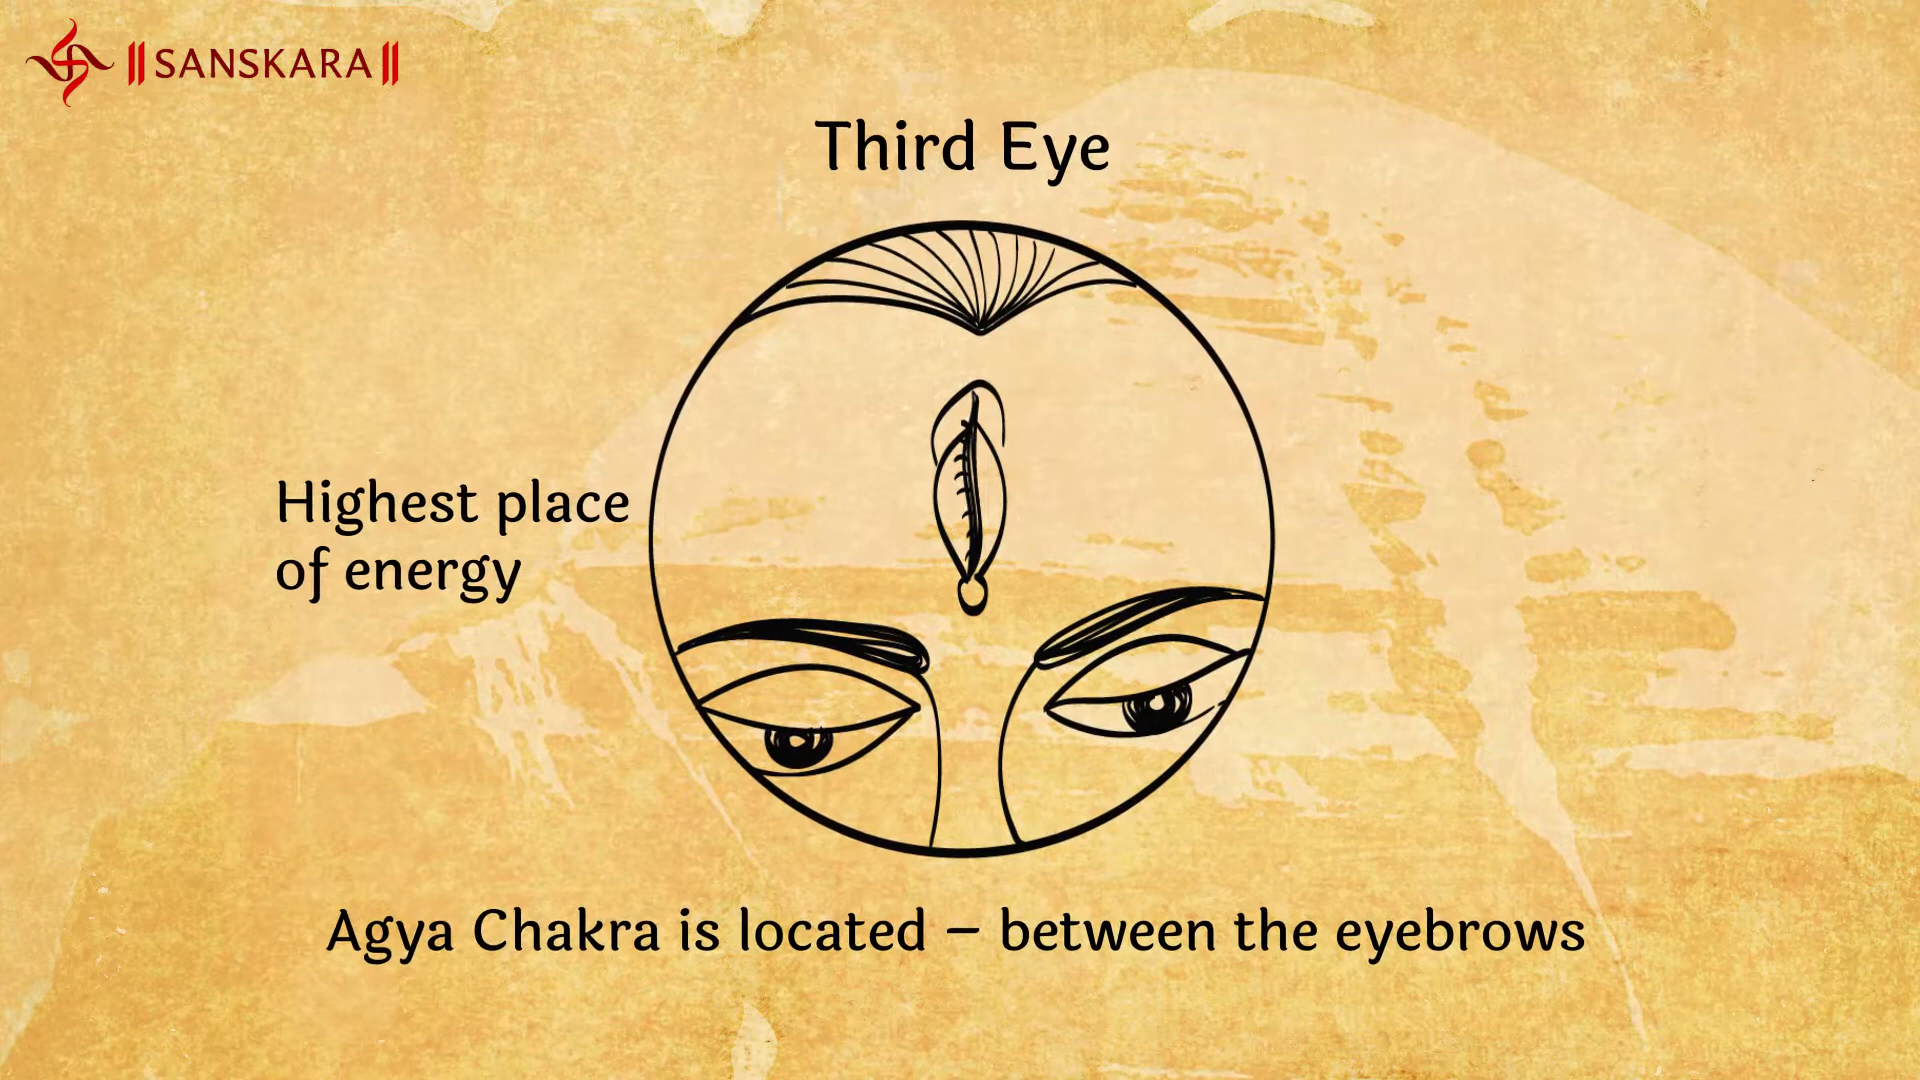 ||SANSKARA||
Third Eye
Highest place
of energy
Agya Chakra is located – between the eyebrows